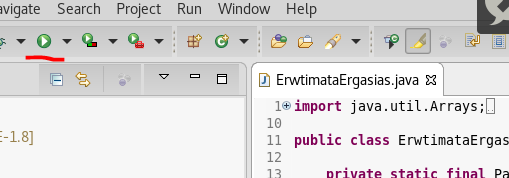 avigate Search Project Run Window Help
ErwtimataErgasias.java
E-1.8]
1 import java.util.Arrays;
10
11 public class ErwtimataErgas
12
13 private static final Pa